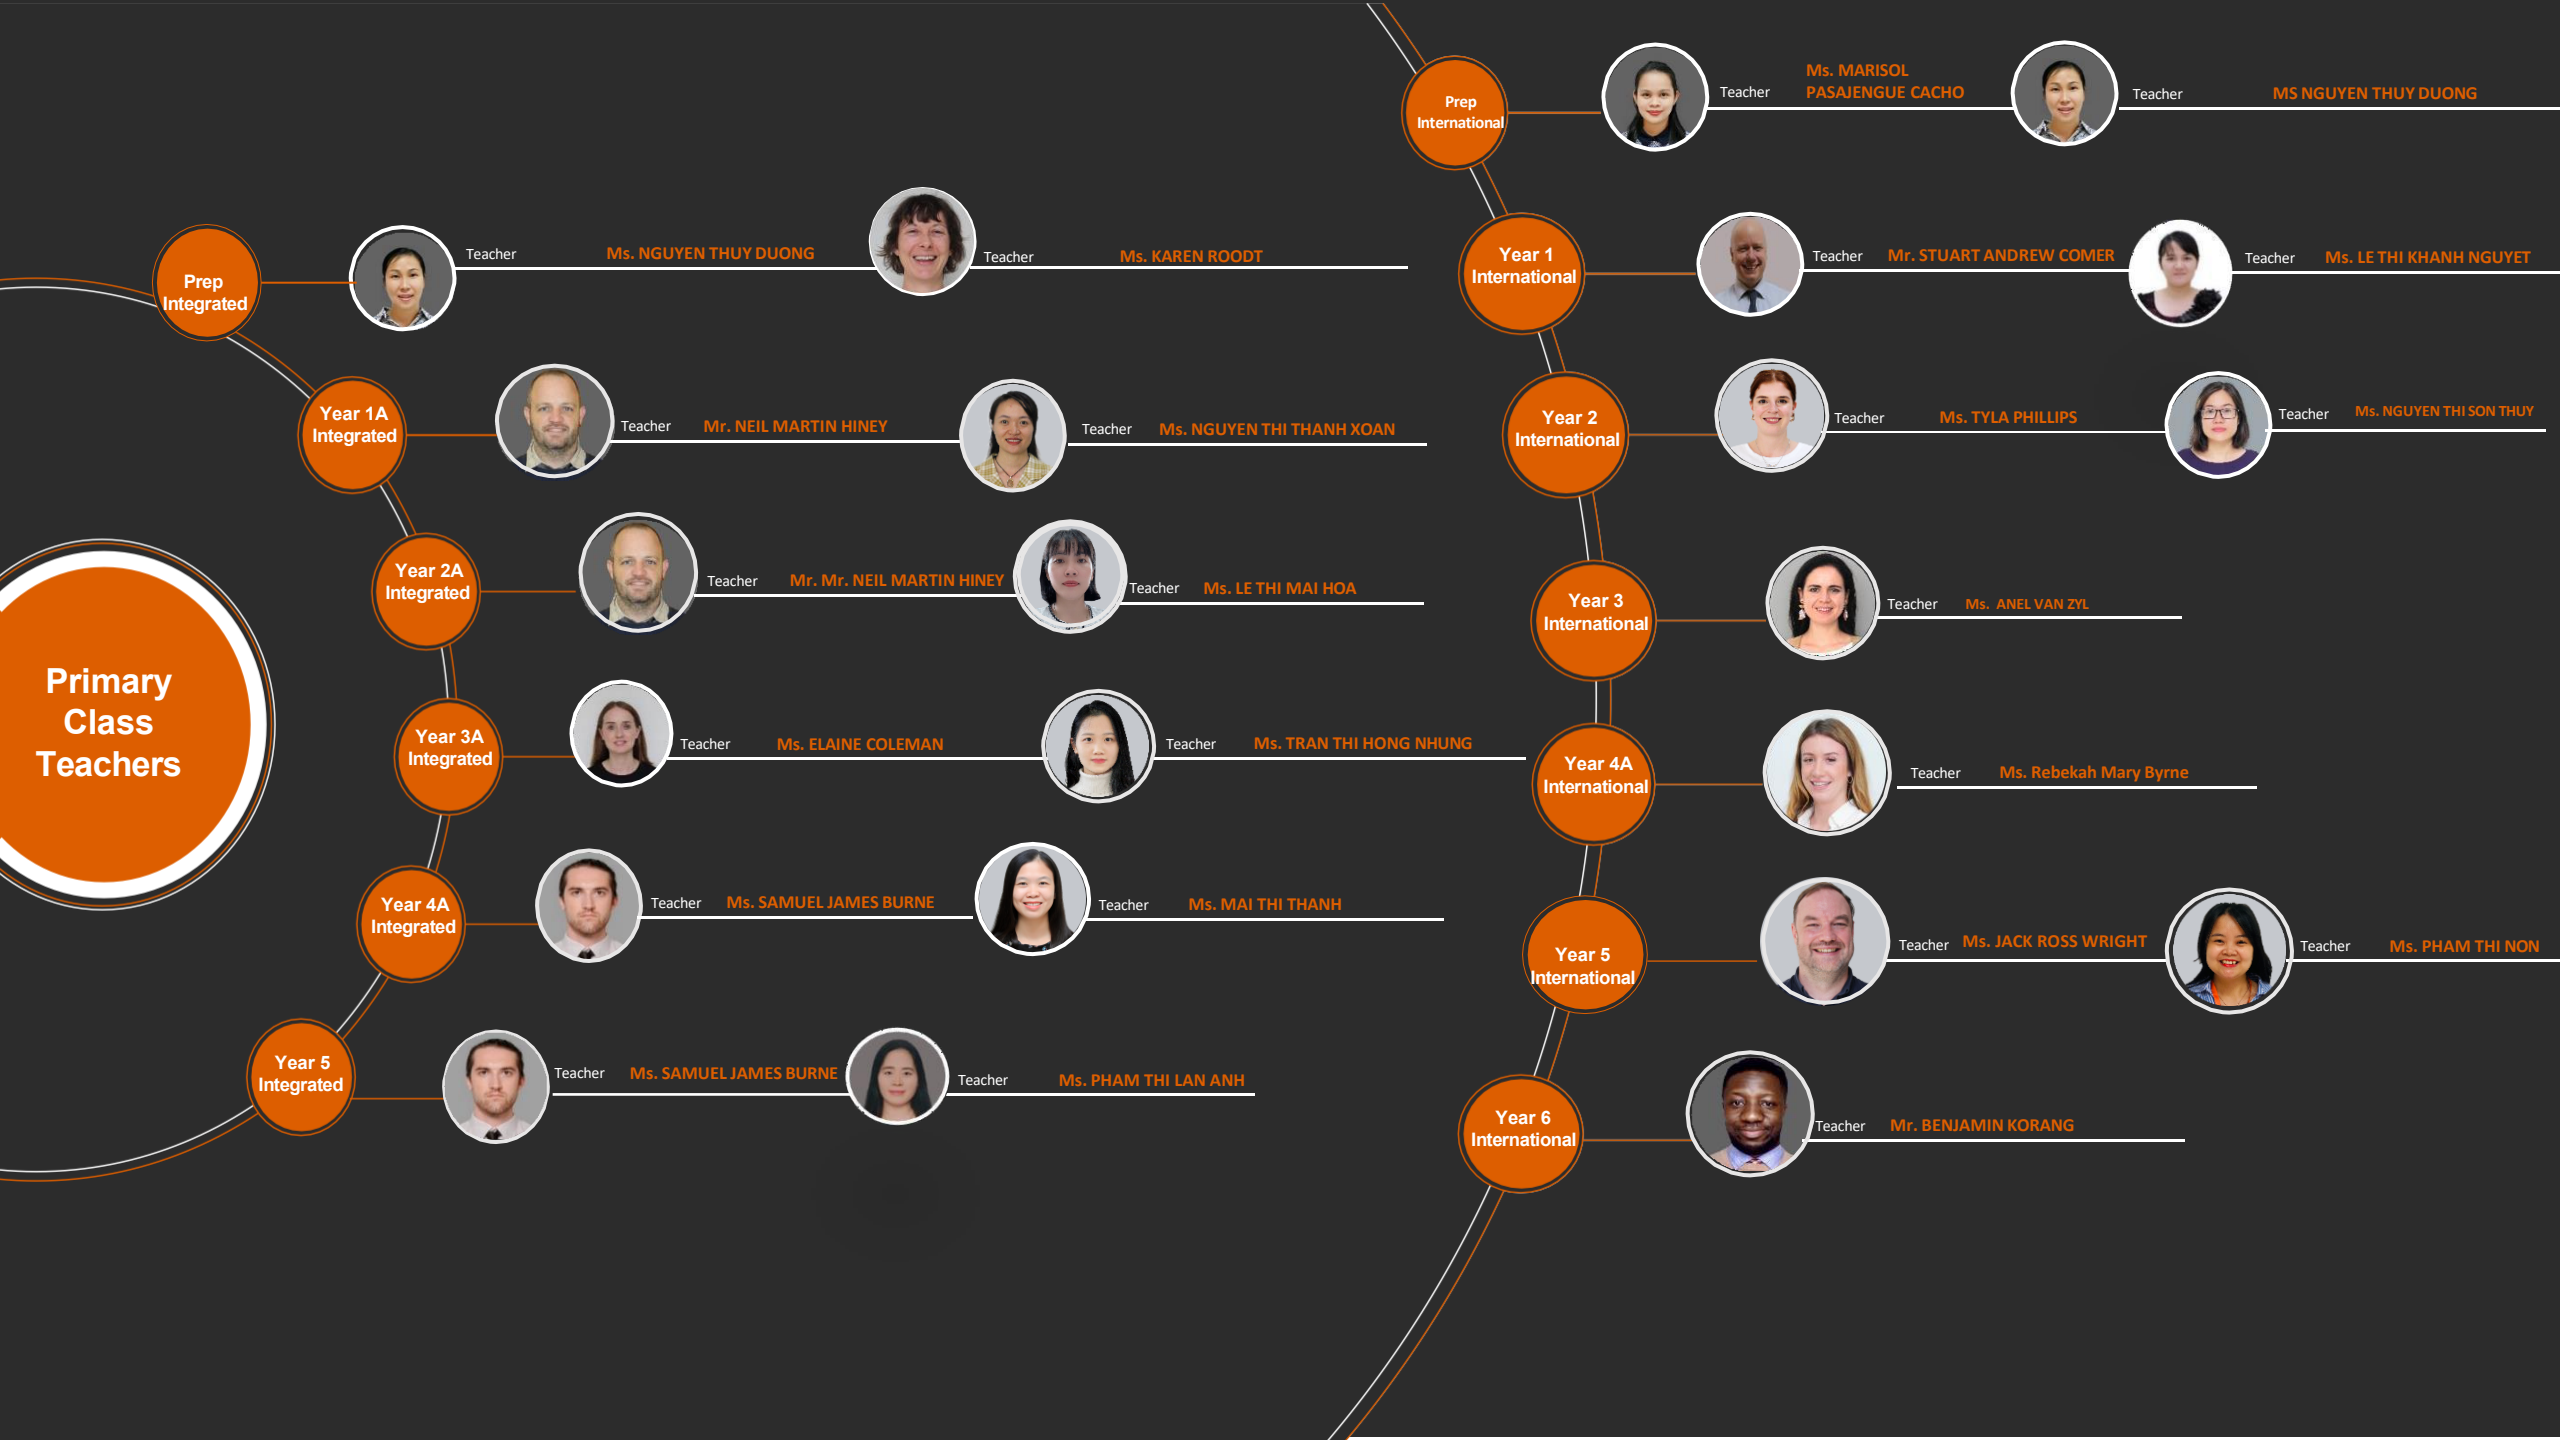 Primary
Class
Teachers
Prep
Integrated
Teacher Ms. NGUYEN THUY DUONG
Teacher Ms. KAREN ROODT
Year 1A
Integrated
Teacher Mr. NEIL MARTIN HINEY
Teacher Ms. NGUYEN THI THANH XOAN
Year 2A
Integrated
Teacher Mr. Mr. NEIL MARTIN HINEY
Teacher Ms. LE THI MAI HOA
Year 3A
Integrated
Teacher Ms. ELAINE COLEMAN
Teacher Ms. TRAN THI HONG NHUNG
Year 4A
Integrated
Teacher Ms. SAMUEL JAMES BURNE
Teacher Ms. MAI THI THANH
Year 5
Integrated
Teacher Ms. SAMUEL JAMES BURNE
Teacher Ms. PHAM THI LAN ANH
Prep
International
Teacher Ms. MARISOL
PASAJENGUE CACHO
Teacher MS NGUYEN THUY DUONG
Year 1
International
Teacher Mr. STUART ANDREW COMER
Teacher Ms. LE THI KHANH NGUYET
Year 2
International
Teacher Ms. TYLA PHILLIPS
Teacher Ms. NGUYEN THI SON THUY
Year 3
International
Teacher Ms. ANEL VAN ZYL
Year 4A
International
Teacher Ms. Rebekah Mary Byrne
Year 5
International
Teacher Ms. JACK ROSS WRIGHT
Teacher Ms. PHAM THI NON
Year 6
International
Teacher Mr. BENJAMIN KORANG